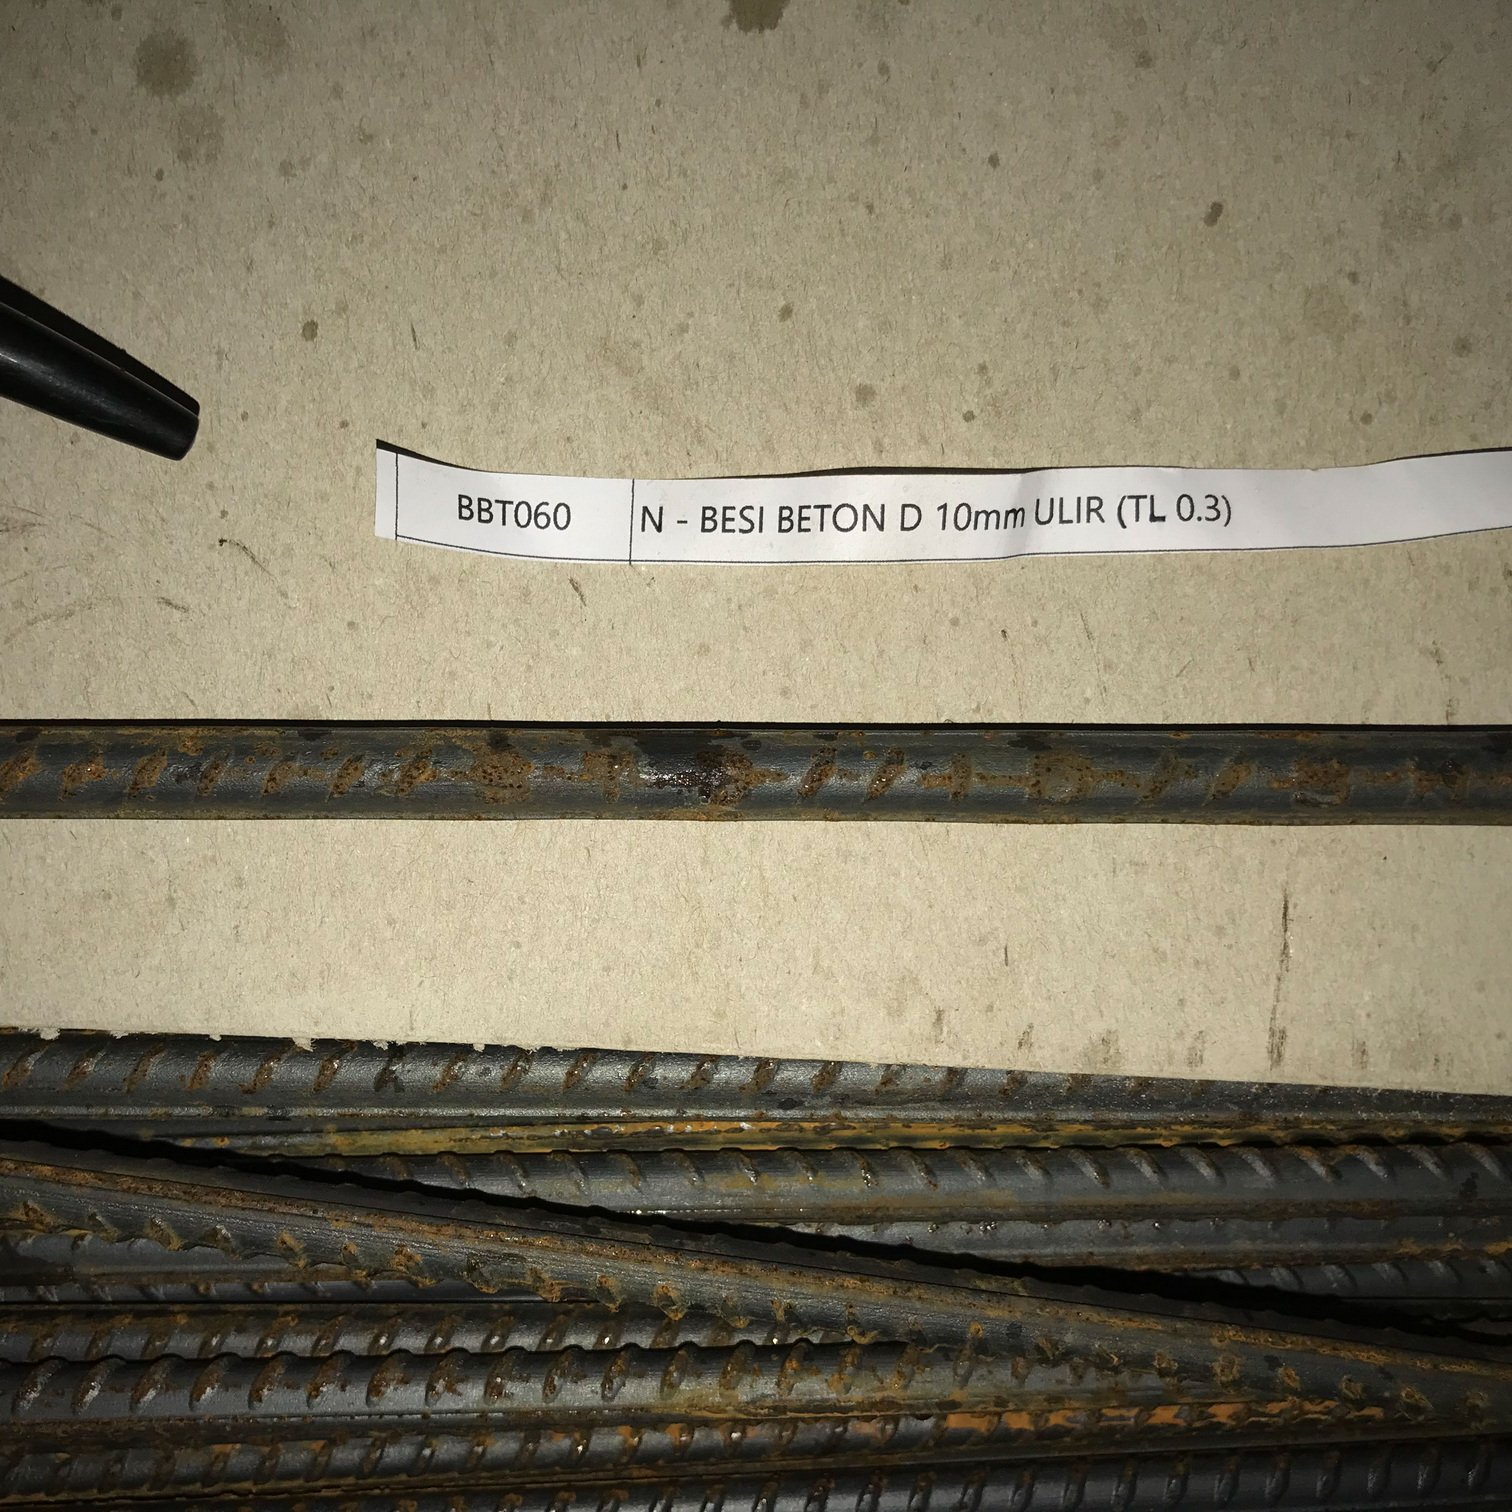 BBT060 N - BESI BETON D 10mm ULIR (TL 0.3)